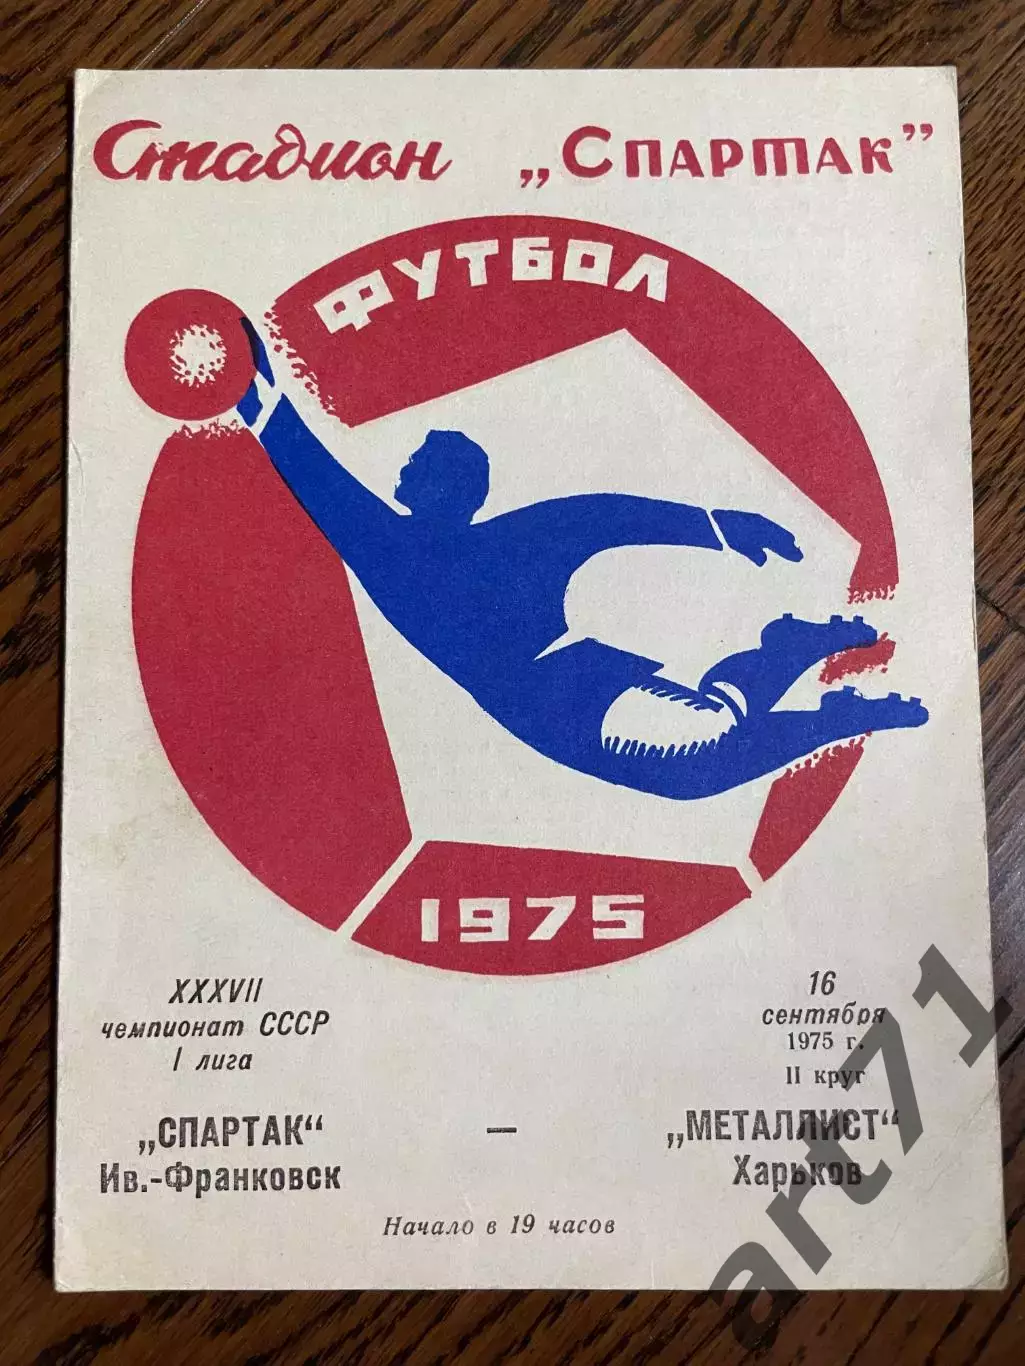 Стадион „Спартак”
ФУТБОЛ
1975
XXXVII
чемпионат СССР
I лига
16
сентября
1975 г.
II круг
„СПАРТАК“ — „МЕТАЛЛИСТ“
Ив.-Франковск Харьков
Начало в 19 часов
art71